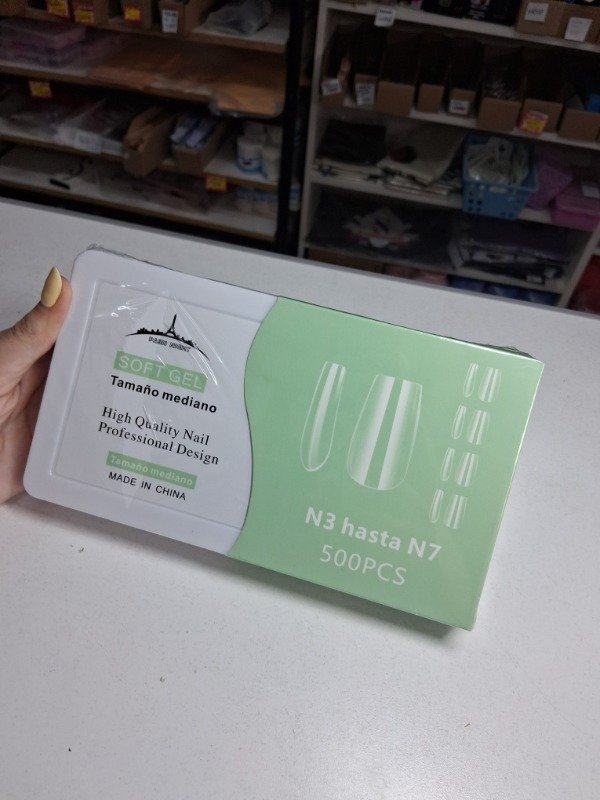 SOFT GEL
Tamaño mediano
High Quality Nail
Professional Design
Tamaño mediano
MADE IN CHINA
N3 hasta N7
500PCS